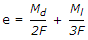 e = M_d/2F + M_l/3F